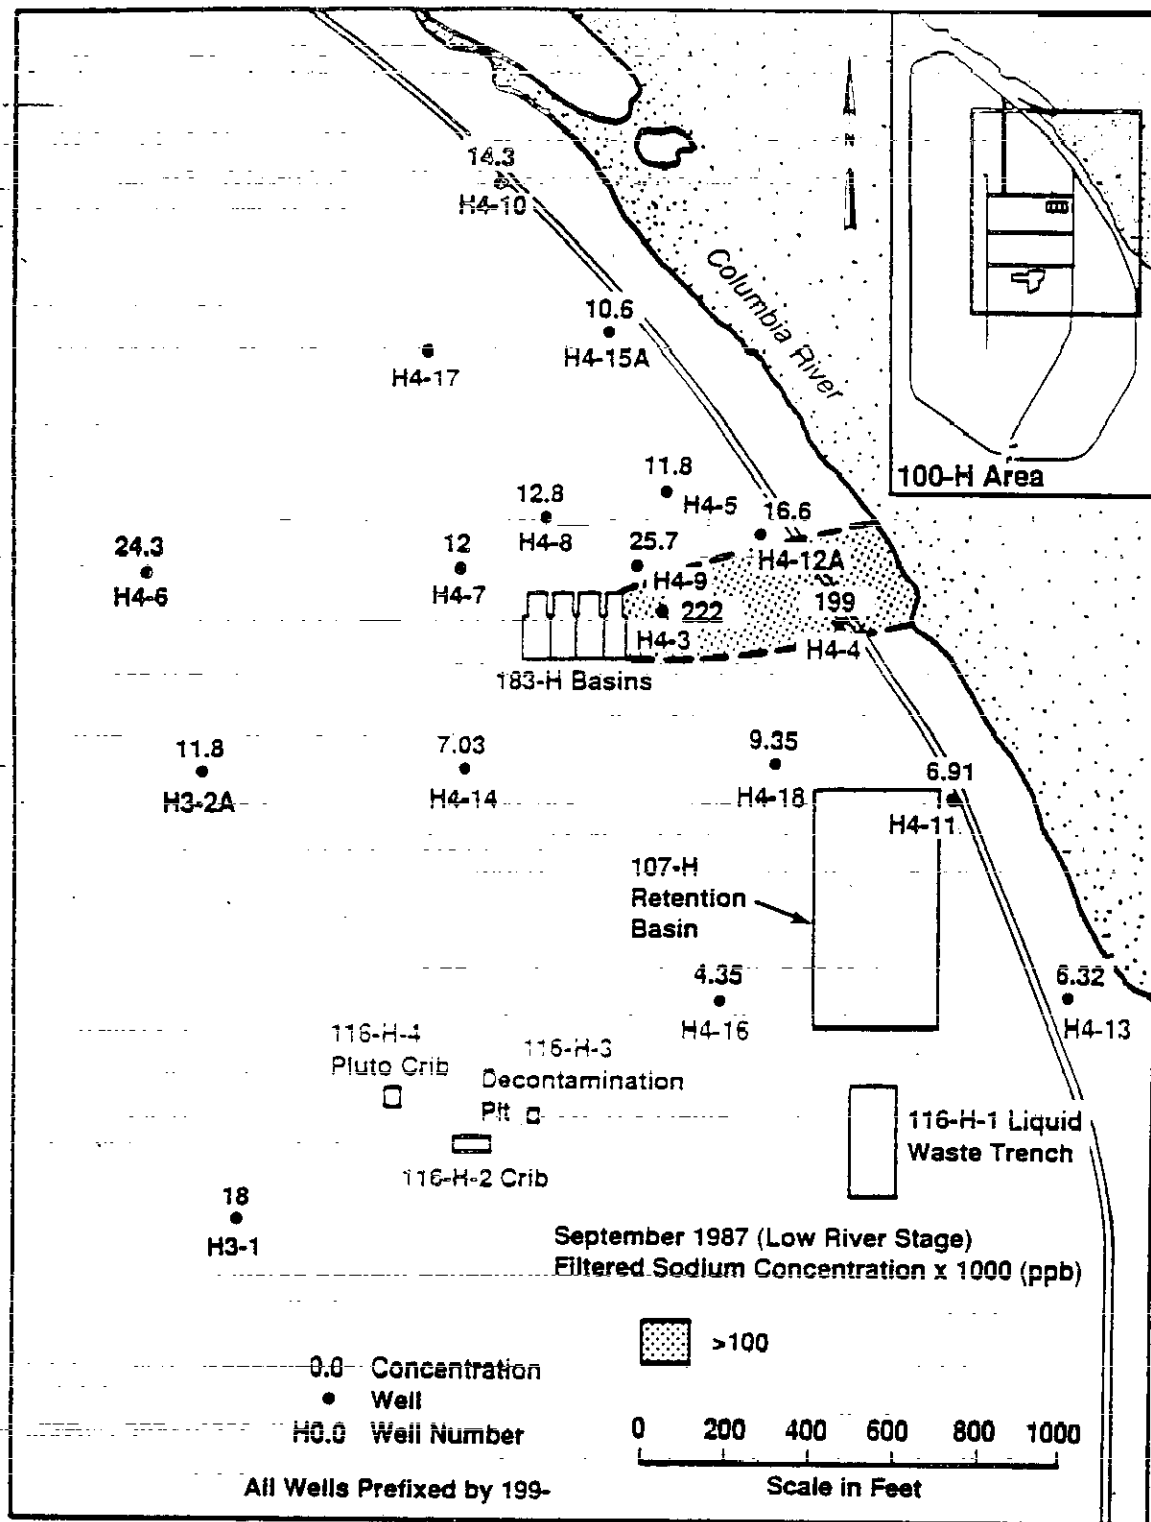 14.3
H4-10
Columbia River
10.6
H4-15A
H4-17
100-H Area
11.8
H4-5
12.8
H4-8
16.6
H4-12A
24.3
H4-6
12
H4-7
25.7
H4-9
222
H4-3
199
H4-4
183-H Basins
11.8
H3-2A
7.03
H4-14
9.35
H4-18
6.91
H4-11
107-H
Retention
Basin
4.35
H4-16
6.32
H4-13
116-H-4
Pluto Crib
116-H-3
Decontamination
Pit
116-H-2 Crib
116-H-1 Liquid
Waste Trench
18
H3-1
September 1987 (Low River Stage)
Filtered Sodium Concentration x 1000 (ppb)
>100
0.0 Concentration
Well
H0.0 Well Number
0 200 400 600 800 1000
All Wells Prefixed by 199-
Scale in Feet